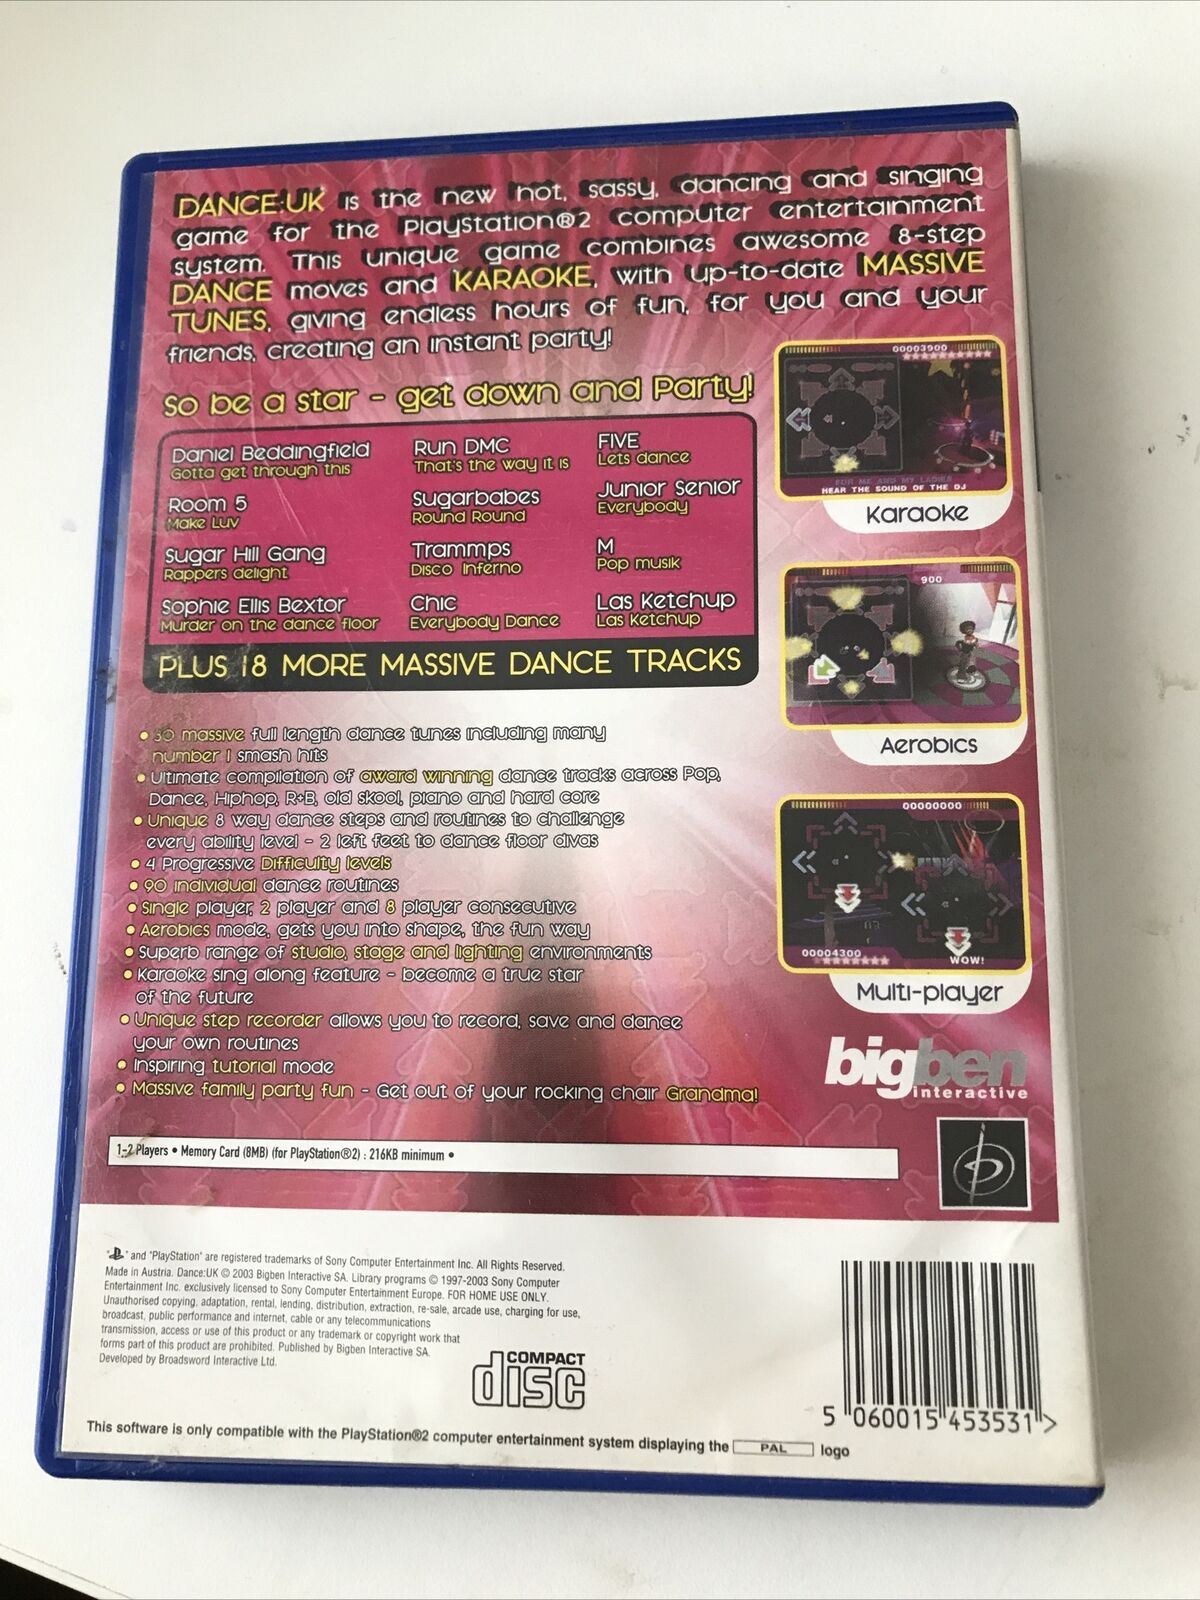 DANCE:UK is the new hot, sassy, dancing and singing
game for the PlayStation®2 computer entertainment
system. This unique game combines awesome 8-step
DANCE moves and KARAOKE, with up-to-date MASSIVE
TUNES, giving endless hours of fun, for you and your
friends, creating an instant party!
So be a star - get down and Party!
Daniel Beddingfield
Gotta get through this
Run DMC
That's the way it is
FIVE
Lets dance
Room 5
Make Luv
Sugarbabes
Round Round
Junior Senior
Everybody
Sugar Hill Gang
Rappers delight
Trammps
Disco Inferno
M
Pop musik
Sophie Ellis Bextor
Murder on the dance floor
Chic
Everybody Dance
Las Ketchup
Las Ketchup
PLUS 18 MORE MASSIVE DANCE TRACKS
00003900
FOR ME AND MY LADIES
HEAR THE SOUND OF THE DJ
Karaoke
900
Aerobics
00000000
00004300
WOW!
Multi-player
• 30 massive full length dance tunes including many
number 1 smash hits
• Ultimate compilation of award winning dance tracks across Pop,
Dance, Hiphop, R+B, old skool, piano and hard core
• Unique 8 way dance steps and routines to challenge
every ability level - 2 left feet to dance floor divas
• 4 Progressive Difficulty levels
• 90 individual dance routines
• Single player, 2 player and 8 player consecutive
• Aerobics mode, gets you into shape, the fun way
• Superb range of studio, stage and lighting environments
• Karaoke sing along feature - become a true star
of the future
• Unique step recorder allows you to record, save and dance
your own routines
• Inspiring tutorial mode
• Massive family party fun - Get out of your rocking chair Grandma!
bigben
interactive
1-2 Players • Memory Card (8MB) (for PlayStation®2) : 216KB minimum •
" " and "PlayStation" are registered trademarks of Sony Computer Entertainment Inc. All Rights Reserved.
Made in Austria. Dance:UK © 2003 Bigben Interactive SA. Library programs © 1997-2003 Sony Computer
Entertainment Inc. exclusively licensed to Sony Computer Entertainment Europe. FOR HOME USE ONLY.
Unauthorised copying, adaptation, rental, lending, distribution, extraction, re-sale, arcade use, charging for use,
broadcast, public performance and internet, cable or any telecommunications
transmission, access or use of this product or any trademark or copyright work that
forms part of this product are prohibited. Published by Bigben Interactive SA.
Developed by Broadsword Interactive Ltd.
COMPACT
disc
5 060015 453531 >
This software is only compatible with the PlayStation®2 computer entertainment system displaying the PAL logo